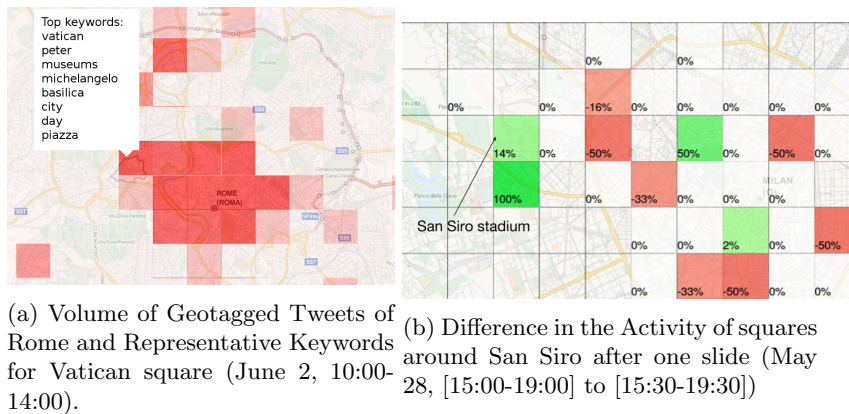 Top keywords:
vatican
peter
museums
michelangelo
basilica
city
day
piazza
ROME
(ROMA)
0% 0%
0% 0% -16% 0% 0%
14% 0% -50% 0% 50% 0% -50% 0%
100% 0% -33% 0% 0%
MILAN
San Siro stadium
0% 0% 2% 0% -50%
0% -33% -50% 0% 0%
(a) Volume of Geotagged Tweets of
Rome and Representative Keywords
for Vatican square (June 2, 10:00-
14:00).
(b) Difference in the Activity of squares
around San Siro after one slide (May
28, [15:00-19:00] to [15:30-19:30])